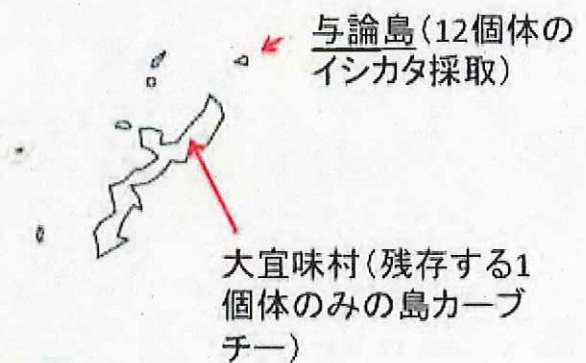 与論島(12個体の
イシカタ採取)
大宜味村(残存する1
個体のみの島カーブ
チー)